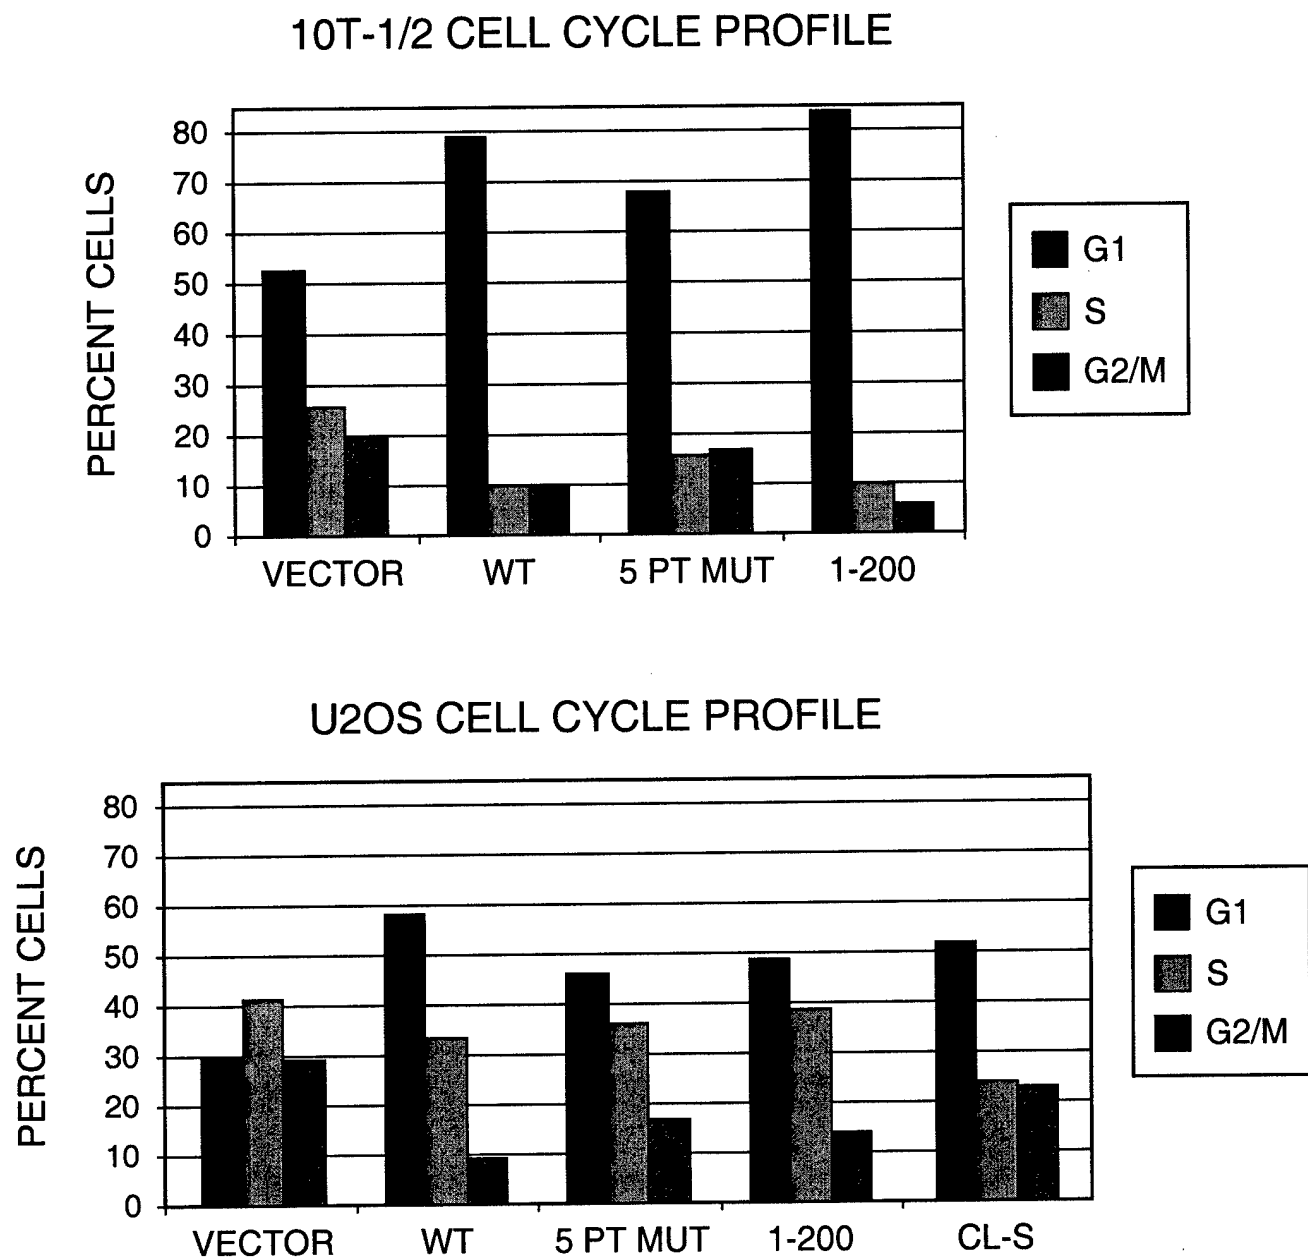 10T-1/2 CELL CYCLE PROFILE
PERCENT CELLS
80
70
60
50
40
30
20
10
0
VECTOR WT 5 PT MUT 1-200
G1
S
G2/M
U2OS CELL CYCLE PROFILE
PERCENT CELLS
80
70
60
50
40
30
20
10
0
VECTOR WT 5 PT MUT 1-200 CL-S
G1
S
G2/M